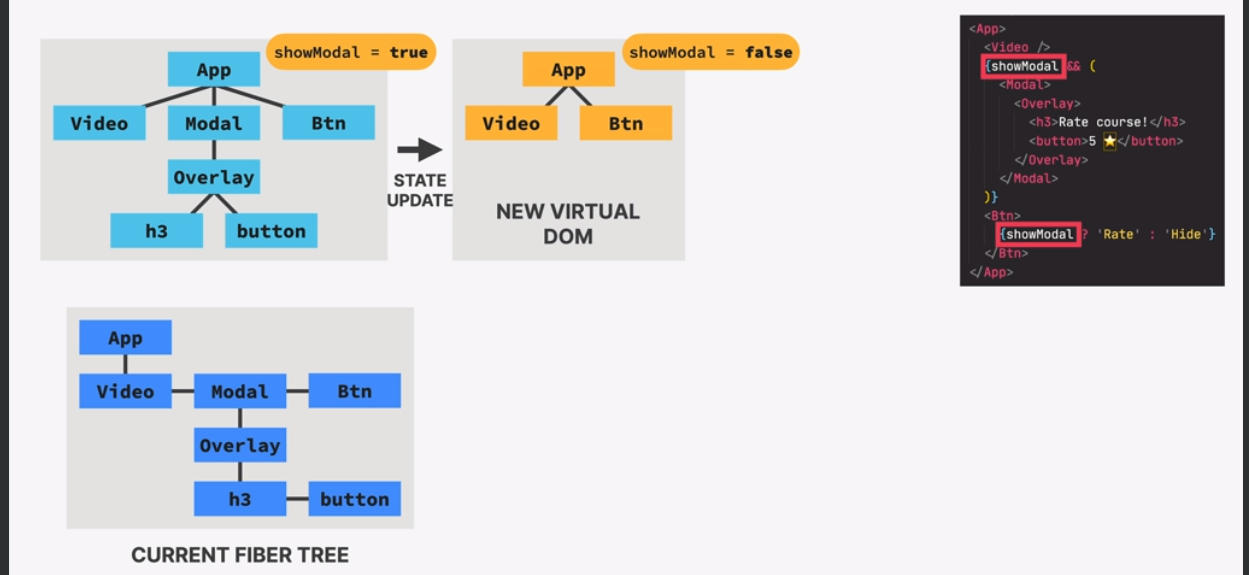 showModal = true
App
Video Modal Btn
Overlay
h3 button
STATE
UPDATE
showModal = false
App
Video Btn
NEW VIRTUAL
DOM
<App>
<Video />
{showModal && (
<Modal>
<Overlay>
<h3>Rate course!</h3>
<button>5 ⭐</button>
</Overlay>
</Modal>
)}
<Btn>
{showModal ? 'Rate' : 'Hide'}
</Btn>
</App>
App
Video Modal Btn
Overlay
h3 button
CURRENT FIBER TREE